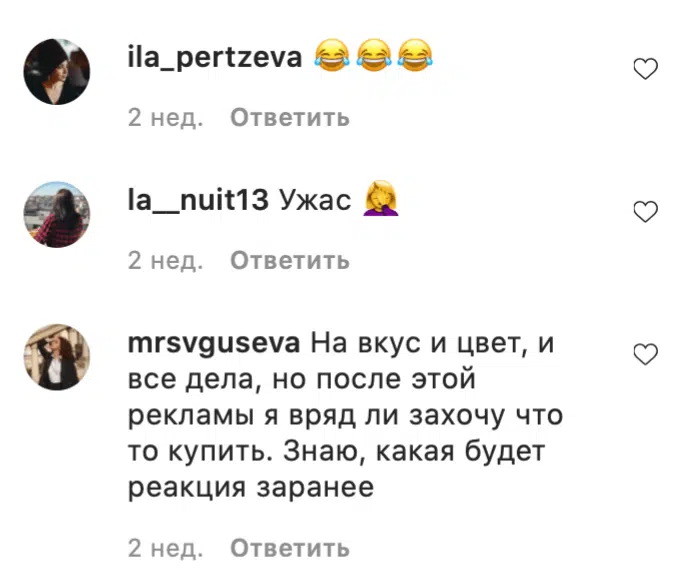 ila_pertzeva 😂😂😂
2 нед. Ответить
la__nuit13 Ужас 🤦‍♀️
2 нед. Ответить
mrsvguseva На вкус и цвет, и
все дела, но после этой
рекламы я вряд ли захочу что
то купить. Знаю, какая будет
реакция заранее
2 нед. Ответить